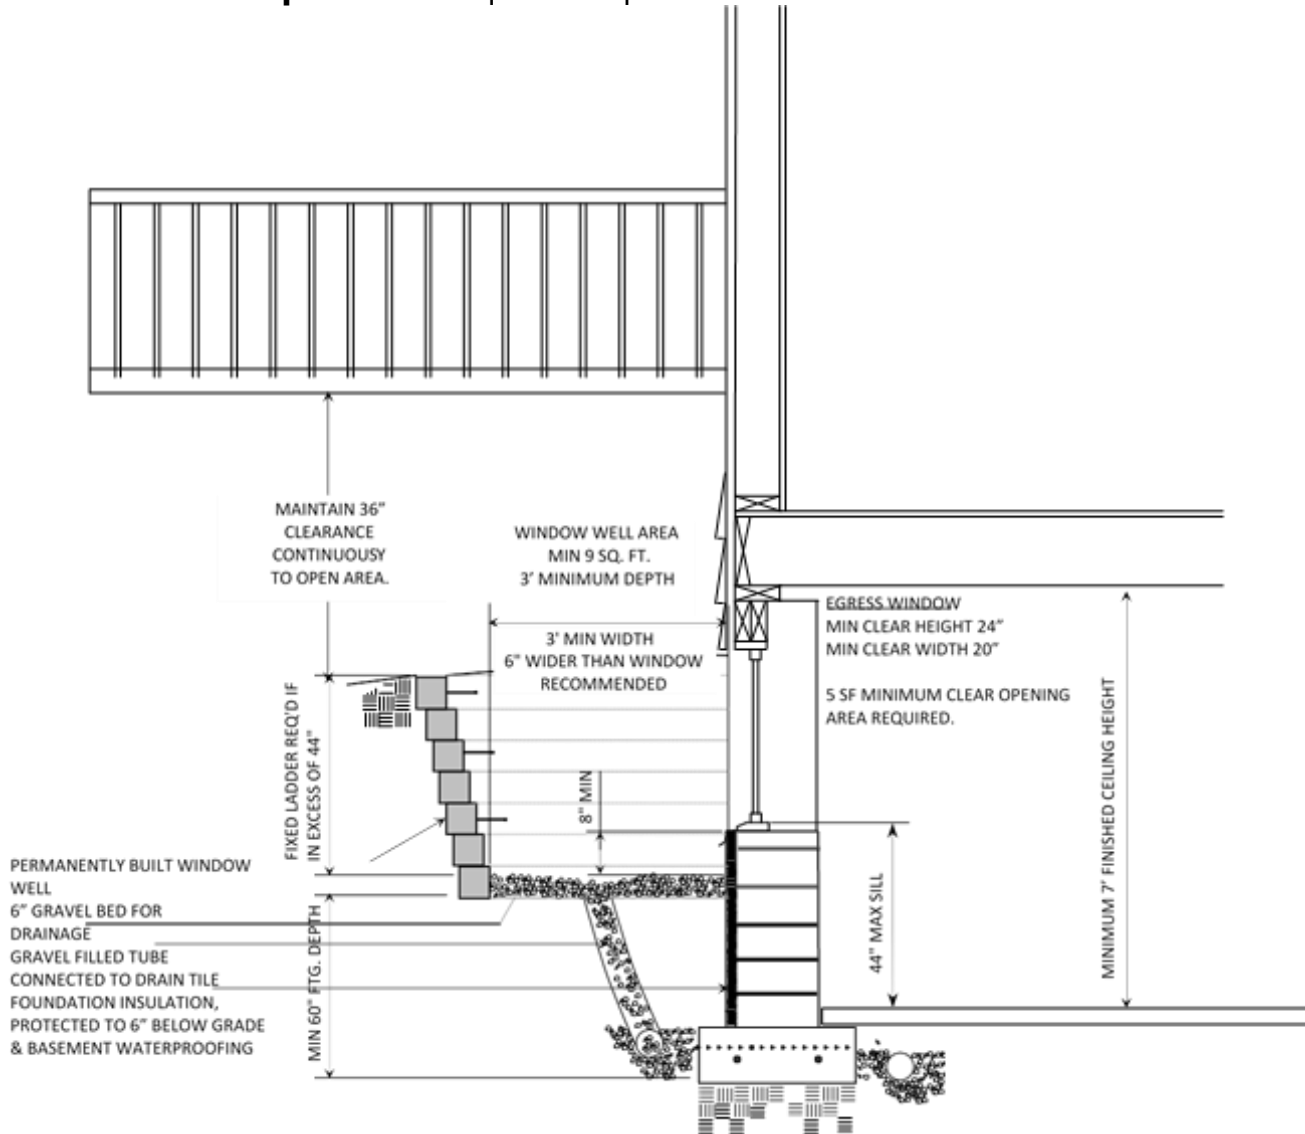 MAINTAIN 36"
CLEARANCE
CONTINUOUSY
TO OPEN AREA.
WINDOW WELL AREA
MIN 9 SQ. FT.
3' MINIMUM DEPTH
3' MIN WIDTH
6" WIDER THAN WINDOW
RECOMMENDED
EGRESS WINDOW
MIN CLEAR HEIGHT 24"
MIN CLEAR WIDTH 20"
5 SF MINIMUM CLEAR OPENING
AREA REQUIRED.
FIXED LADDER REQ'D IF
IN EXCESS OF 44"
8" MIN
44" MAX SILL
MINIMUM 7' FINISHED CEILING HEIGHT
PERMANENTLY BUILT WINDOW
WELL
6" GRAVEL BED FOR
DRAINAGE
GRAVEL FILLED TUBE
CONNECTED TO DRAIN TILE
FOUNDATION INSULATION,
PROTECTED TO 6" BELOW GRADE
& BASEMENT WATERPROOFING
MIN 60" FTG. DEPTH